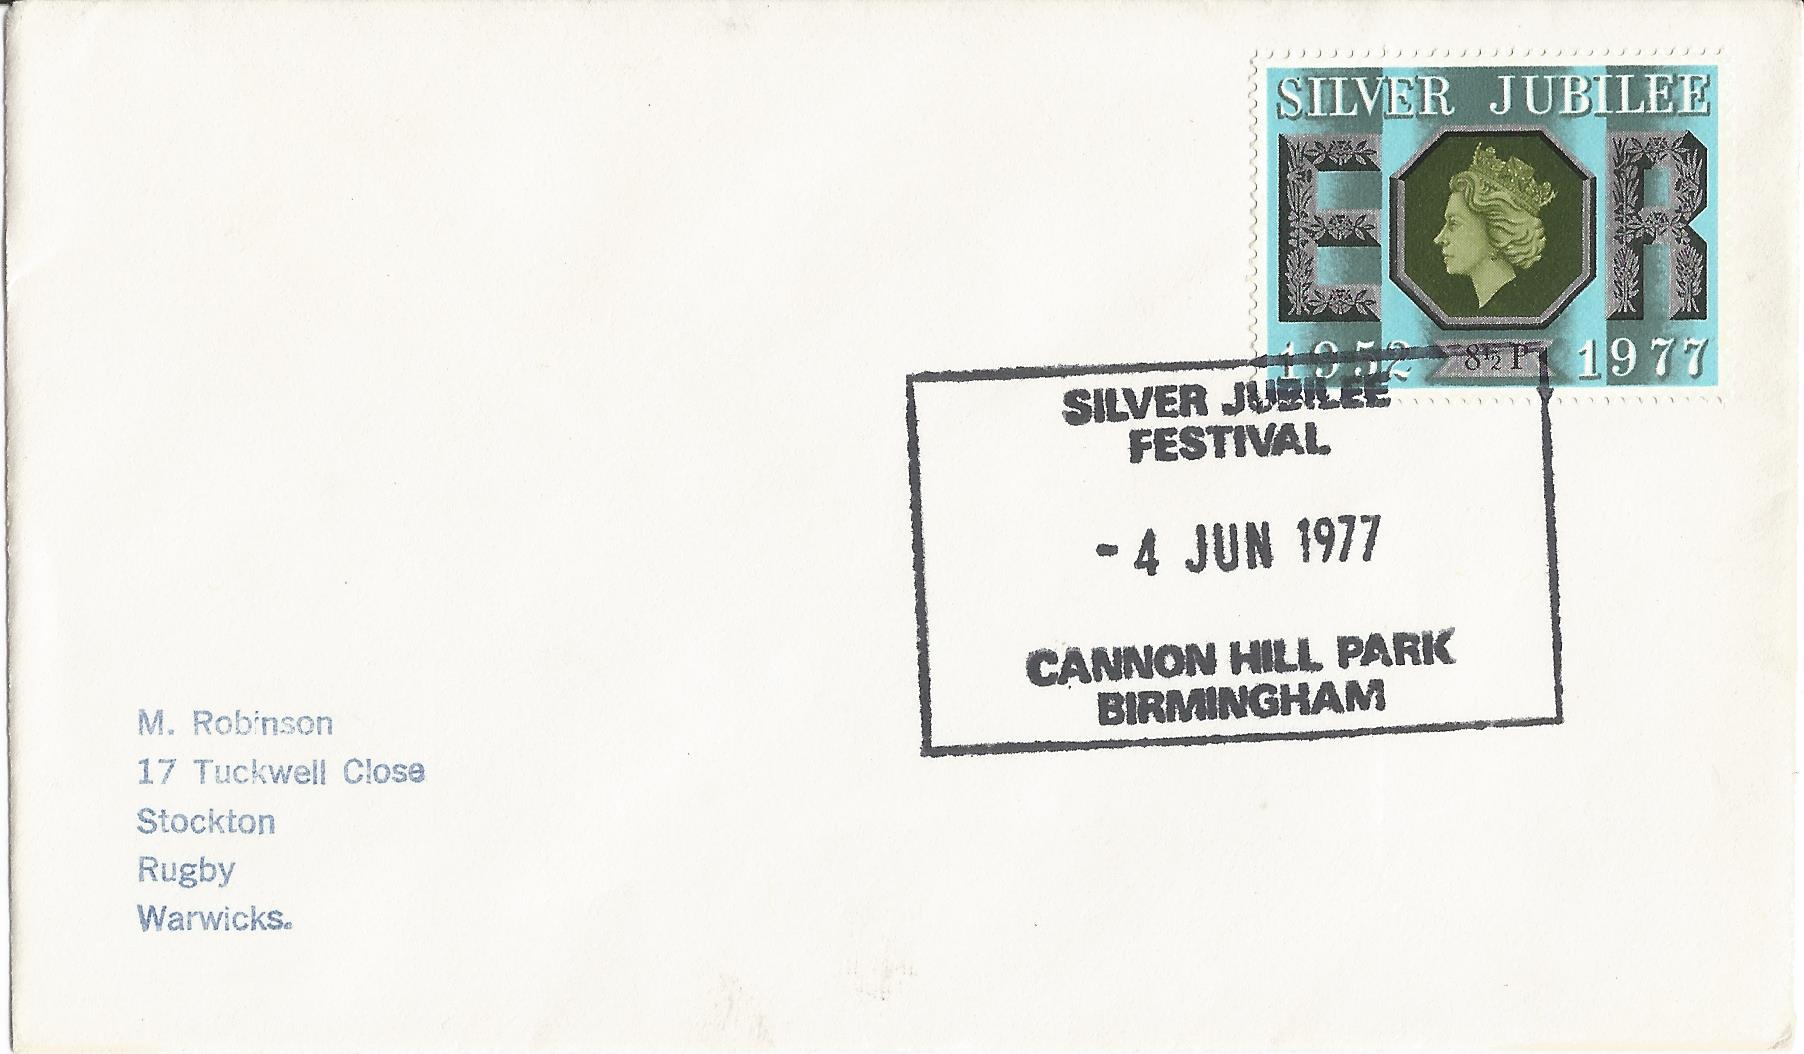 SILVER JUBILEE
E R
1952 8½P 1977
SILVER JUBILEE
FESTIVAL
- 4 JUN 1977
CANNON HILL PARK
BIRMINGHAM
M. Robinson
17 Tuckwell Close
Stockton
Rugby
Warwicks.